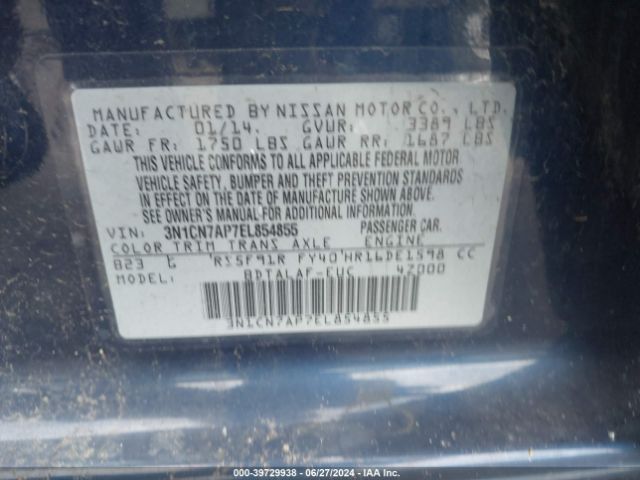 MANUFACTURED BY NISSAN MOTOR CO., LTD.
DATE: 01/14. GVWR: 3389 LBS
GAWR FR: 1750 LBS GAWR RR: 1687 LBS
THIS VEHICLE CONFORMS TO ALL APPLICABLE FEDERAL MOTOR
VEHICLE SAFETY, BUMPER AND THEFT PREVENTION STANDARDS
IN EFFECT ON THE DATE OF MANUFACTURE SHOWN ABOVE.
SEE OWNER'S MANUAL FOR ADDITIONAL INFORMATION.
VIN: 3N1CN7AP7EL854855 PASSENGER CAR.
COLOR TRIM TRANS AXLE ENGINE
823 G RS5F91R FY40 HR16DE1598 CC
MODEL: BDTALAF-EUC 47000
3N1CN7AP7EL854855
000-39729938 - 06/27/2024 - IAA Inc.